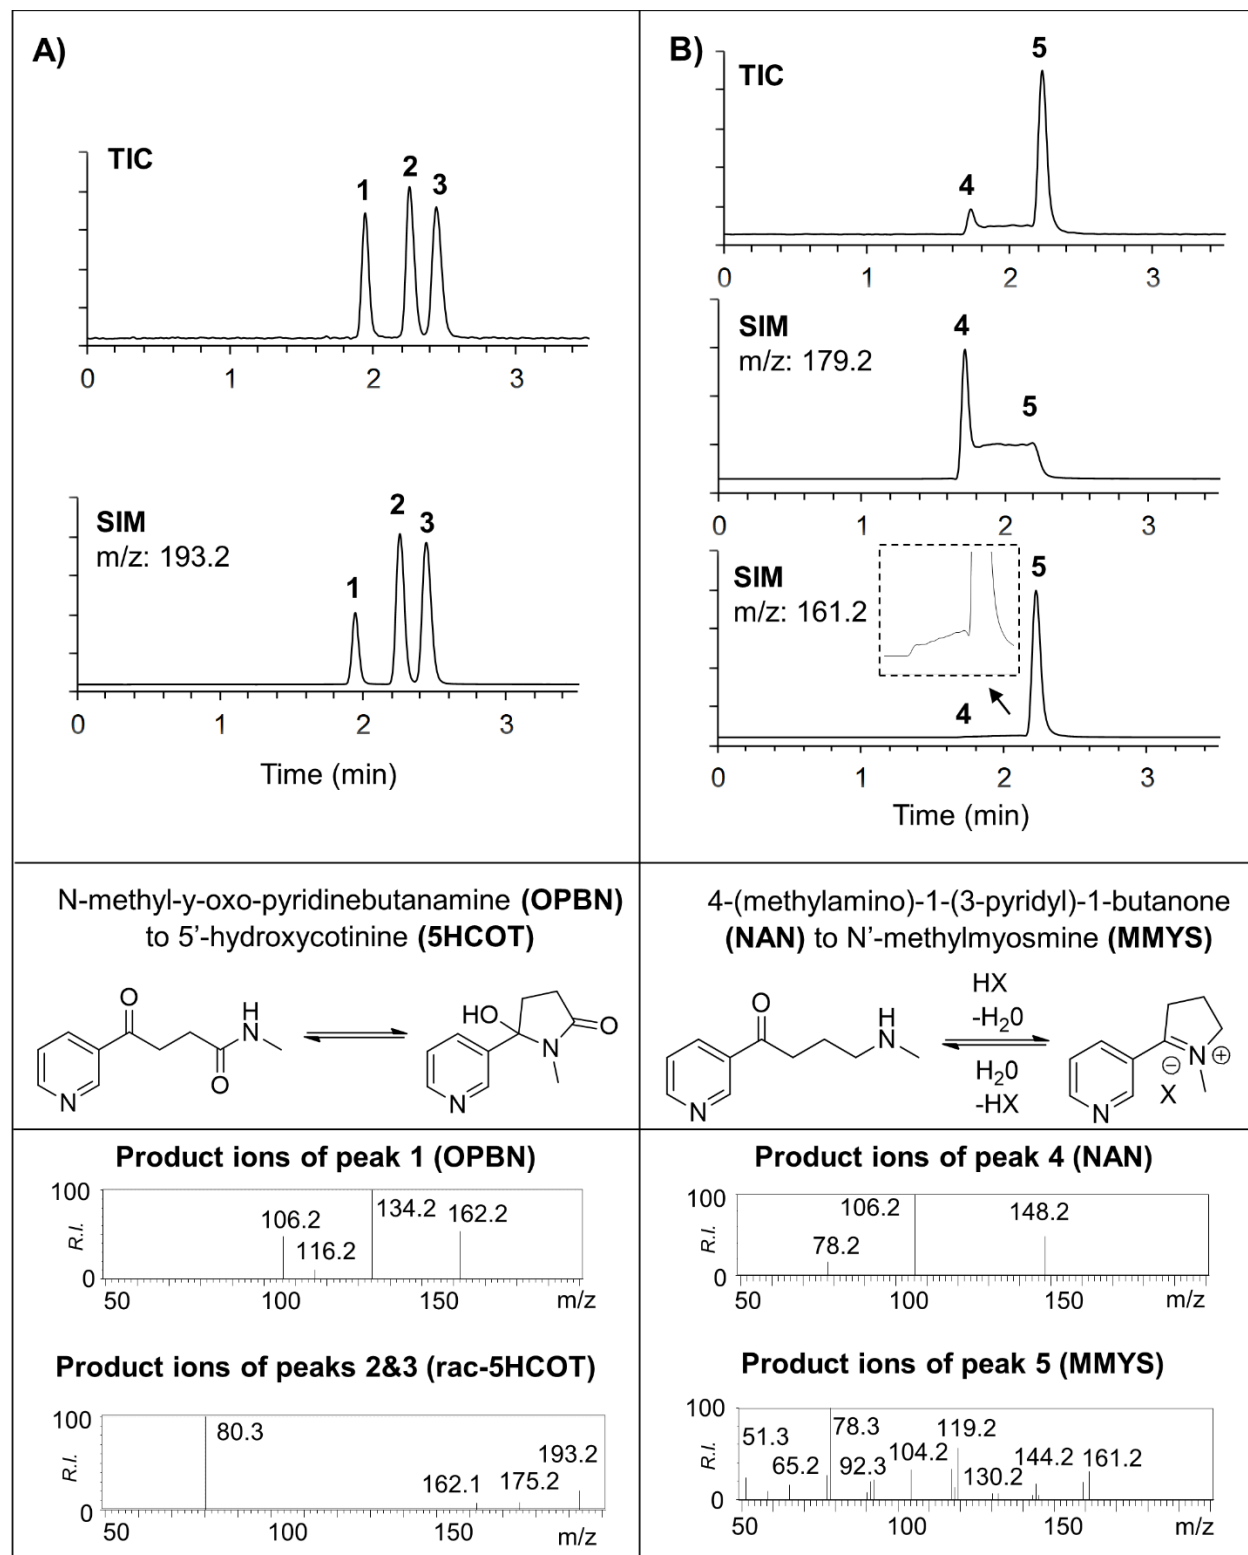 A)
TIC
1
2
3
0
1
2
3
SIM
m/z: 193.2
1
2
3
0
1
2
3
Time (min)
B)
TIC
4
5
0
1
2
3
SIM
m/z: 179.2
4
5
0
1
2
3
SIM
m/z: 161.2
4
5
0
1
2
3
Time (min)
N-methyl-y-oxo-pyridinebutanamine (OPBN)
to 5'-hydroxycotinine (5HCOT)
O
H
N
O
N
HO
N
O
N
4-(methylamino)-1-(3-pyridyl)-1-butanone
(NAN) to N'-methylmyosmine (MMYS)
O
H
N
N
HX
-H20
H20
-HX
N
+
−
X
N
Product ions of peak 1 (OPBN)
100
R.I.
0
106.2
116.2
134.2
162.2
50
100
150
m/z
Product ions of peaks 2&3 (rac-5HCOT)
100
R.I.
0
80.3
162.1
175.2
193.2
50
100
150
m/z
Product ions of peak 4 (NAN)
100
R.I.
0
78.2
106.2
148.2
50
100
150
m/z
Product ions of peak 5 (MMYS)
100
R.I.
0
51.3
65.2
78.3
92.3
104.2
119.2
130.2
144.2
161.2
50
100
150
m/z